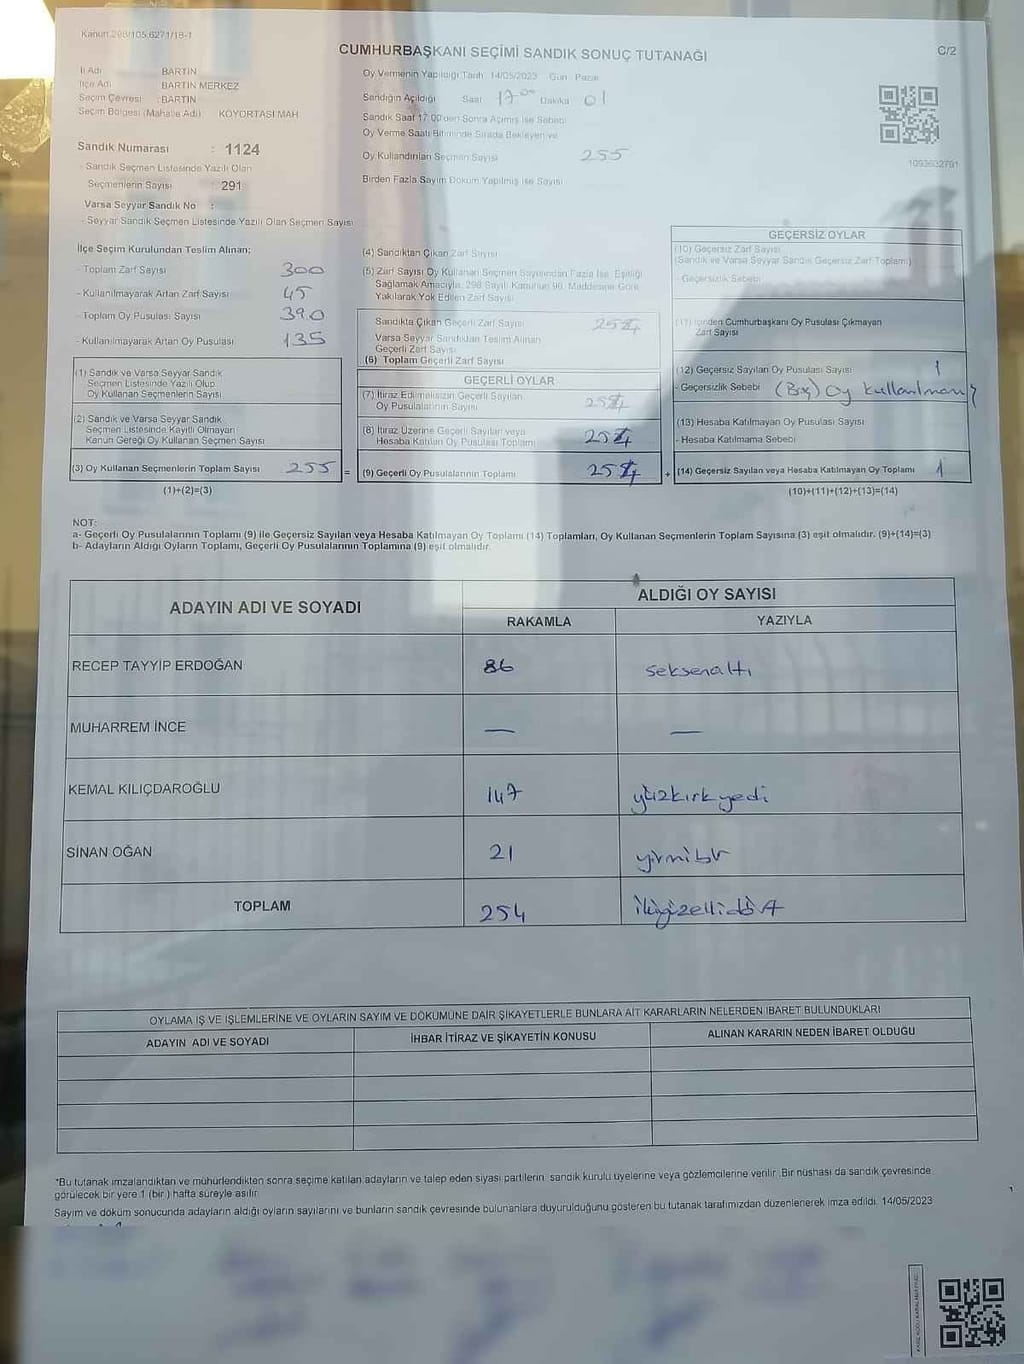 Kanun 298/105,6271/18-1
CUMHURBAŞKANI SEÇİMİ SANDIK SONUÇ TUTANAĞI
C/2
İl Adı BARTIN
İlçe Adı BARTIN MERKEZ
Seçim Çevresi : BARTIN
Seçim Bölgesi (Mahalle Adı) KÖYORTASI MAH
Sandık Numarası : 1124
- Sandık Seçmen Listesinde Yazılı Olan
Seçmenlerin Sayısı : 291
Varsa Seyyar Sandık No :
- Seyyar Sandık Seçmen Listesinde Yazılı Olan Seçmen Sayısı
Oy Vermenin Yapıldığı Tarih 14/05/2023 Gün Pazar
Sandığın Açıldığı Saat 17.00 Dakika 01
Sandık Saat 17:00'den Sonra Açılmış ise Sebebi
Oy Verme Saati Bitiminde Sırada Bekleyen ve
Oy Kullandırılan Seçmen Sayısı 255
Birden Fazla Sayım Döküm Yapılmış ise Sayısı
1093632791
İlçe Seçim Kurulundan Teslim Alınan:
- Toplam Zarf Sayısı 300
- Kullanılmayarak Artan Zarf Sayısı 45
- Toplam Oy Pusulası Sayısı 390
- Kullanılmayarak Artan Oy Pusulası 135
(1) Sandık ve Varsa Seyyar Sandık
Seçmen Listesinde Yazılı Olup
Oy Kullanan Seçmenlerin Sayısı
(2) Sandık ve Varsa Seyyar Sandık
Seçmen Listesinde Kayıtlı Olmayan
Kanun Gereği Oy Kullanan Seçmen Sayısı
(3) Oy Kullanan Seçmenlerin Toplam Sayısı 255 =
(1)+(2)=(3)
(4) Sandıktan Çıkan Zarf Sayısı
(5) Zarf Sayısı Oy Kullanan Seçmen Sayısından Fazla İse, Eşitliği
Sağlamak Amacıyla, 298 Sayılı Kanunun 98. Maddesine Göre
Yakılarak Yok Edilen Zarf Sayısı
Sandıkta Çıkan Geçerli Zarf Sayısı 254
Varsa Seyyar Sandıkdan Teslim Alınan
Geçerli Zarf Sayısı
(6) Toplam Geçerli Zarf Sayısı
GEÇERLİ OYLAR
(7) İtiraz Edilmeksizin Geçerli Sayılan
Oy Pusulalarının Sayısı 254
(8) İtiraz Üzerine Geçerli Sayılan veya
Hesaba Katılan Oy Pusulası Toplamı 254
(9) Geçerli Oy Pusulalarının Toplamı 254 +
GEÇERSİZ OYLAR
(10) Geçersiz Zarf Sayısı
(Sandık ve Varsa Seyyar Sandık Geçersiz Zarf Toplamı)
- Geçersizlik Sebebi
(11) İçinden Cumhurbaşkanı Oy Pusulası Çıkmayan
Zarf Sayısı
(12) Geçersiz Sayılan Oy Pusulası Sayısı 1
- Geçersizlik Sebebi (Boş) Oy kullanılmamış
(13) Hesaba Katılmayan Oy Pusulası Sayısı
- Hesaba Katılmama Sebebi
(14) Geçersiz Sayılan veya Hesaba Katılmayan Oy Toplamı 1
(10)+(11)+(12)+(13)=(14)
NOT:
a- Geçerli Oy Pusulalarının Toplamı (9) ile Geçersiz Sayılan veya Hesaba Katılmayan Oy Toplamı (14) Toplamları, Oy Kullanan Seçmenlerin Toplam Sayısına (3) eşit olmalıdır. (9)+(14)=(3)
b- Adayların Aldığı Oyların Toplamı, Geçerli Oy Pusulalarının Toplamına (9) eşit olmalıdır.
ADAYIN ADI VE SOYADI
ALDIĞI OY SAYISI
RAKAMLA YAZIYLA
RECEP TAYYİP ERDOĞAN 86 seksenaltı
MUHARREM İNCE — —
KEMAL KILIÇDAROĞLU 147 yüzkırkyedi
SİNAN OĞAN 21 yirmibir
TOPLAM 254 ikiyüzellidört
OYLAMA İŞ VE İŞLEMLERİNE VE OYLARIN SAYIM VE DÖKÜMÜNE DAİR ŞİKAYETLERLE BUNLARA AİT KARARLARIN NELERDEN İBARET BULUNDUKLARI
ADAYIN ADI VE SOYADI İHBAR İTİRAZ VE ŞİKAYETİN KONUSU ALINAN KARARIN NEDEN İBARET OLDUĞU
*Bu tutanak imzalandıktan ve mühürlendikten sonra seçime katılan adayların ve talep eden siyasi partilerin sandık kurulu üyelerine veya gözlemcilerine verilir. Bir nüshası da sandık çevresinde
görülecek bir yere 1 (bir) hafta süreyle asılır.
Sayım ve döküm sonucunda adayların aldığı oyların sayılarını ve bunların sandık çevresinde bulunanlara duyurulduğunu gösteren bu tutanak tarafımızdan düzenlenerek imza edildi. 14/05/2023